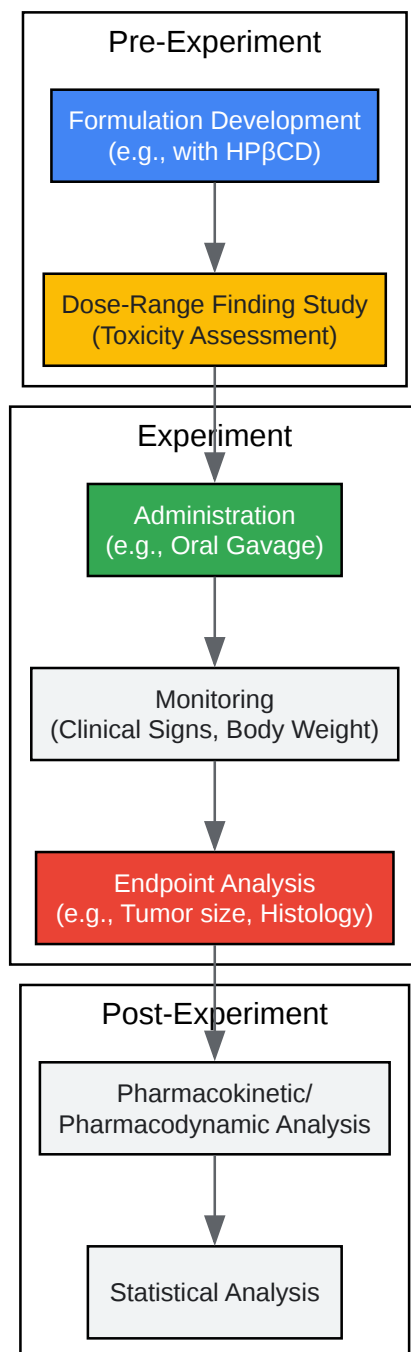 Pre-Experiment
Formulation Development
(e.g., with HPβCD)
Dose-Range Finding Study
(Toxicity Assessment)
Experiment
Administration
(e.g., Oral Gavage)
Monitoring
(Clinical Signs, Body Weight)
Endpoint Analysis
(e.g., Tumor size, Histology)
Post-Experiment
Pharmacokinetic/
Pharmacodynamic Analysis
Statistical Analysis